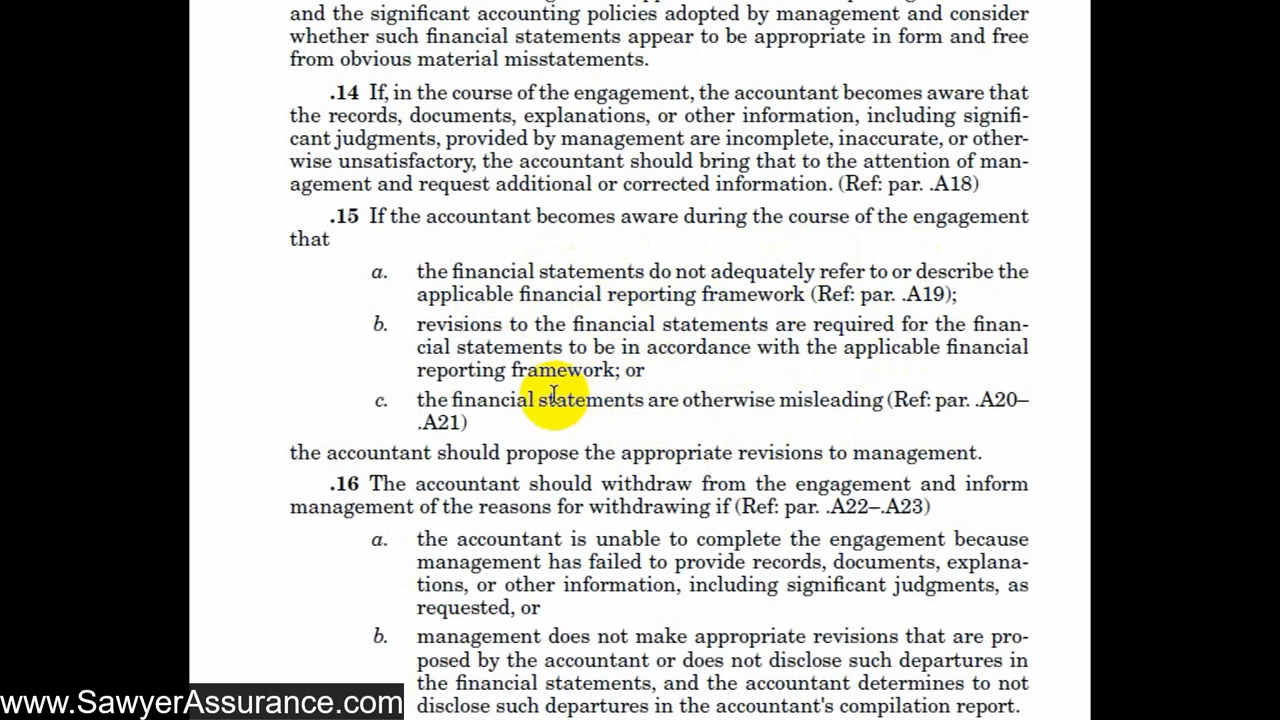 and the significant accounting policies adopted by management and consider
whether such financial statements appear to be appropriate in form and free
from obvious material misstatements.
.14 If, in the course of the engagement, the accountant becomes aware that
the records, documents, explanations, or other information, including signifi-
cant judgments, provided by management are incomplete, inaccurate, or other-
wise unsatisfactory, the accountant should bring that to the attention of man-
agement and request additional or corrected information. (Ref: par. .A18)
.15 If the accountant becomes aware during the course of the engagement
that
a. the financial statements do not adequately refer to or describe the
applicable financial reporting framework (Ref: par. .A19);
b. revisions to the financial statements are required for the finan-
cial statements to be in accordance with the applicable financial
reporting framework; or
c. the financial statements are otherwise misleading (Ref: par. .A20–
.A21)
the accountant should propose the appropriate revisions to management.
.16 The accountant should withdraw from the engagement and inform
management of the reasons for withdrawing if (Ref: par. .A22–.A23)
a. the accountant is unable to complete the engagement because
management has failed to provide records, documents, explana-
tions, or other information, including significant judgments, as
requested, or
b. management does not make appropriate revisions that are pro-
posed by the accountant or does not disclose such departures in
the financial statements, and the accountant determines to not
disclose such departures in the accountant's compilation report.
www.SawyerAssurance.com